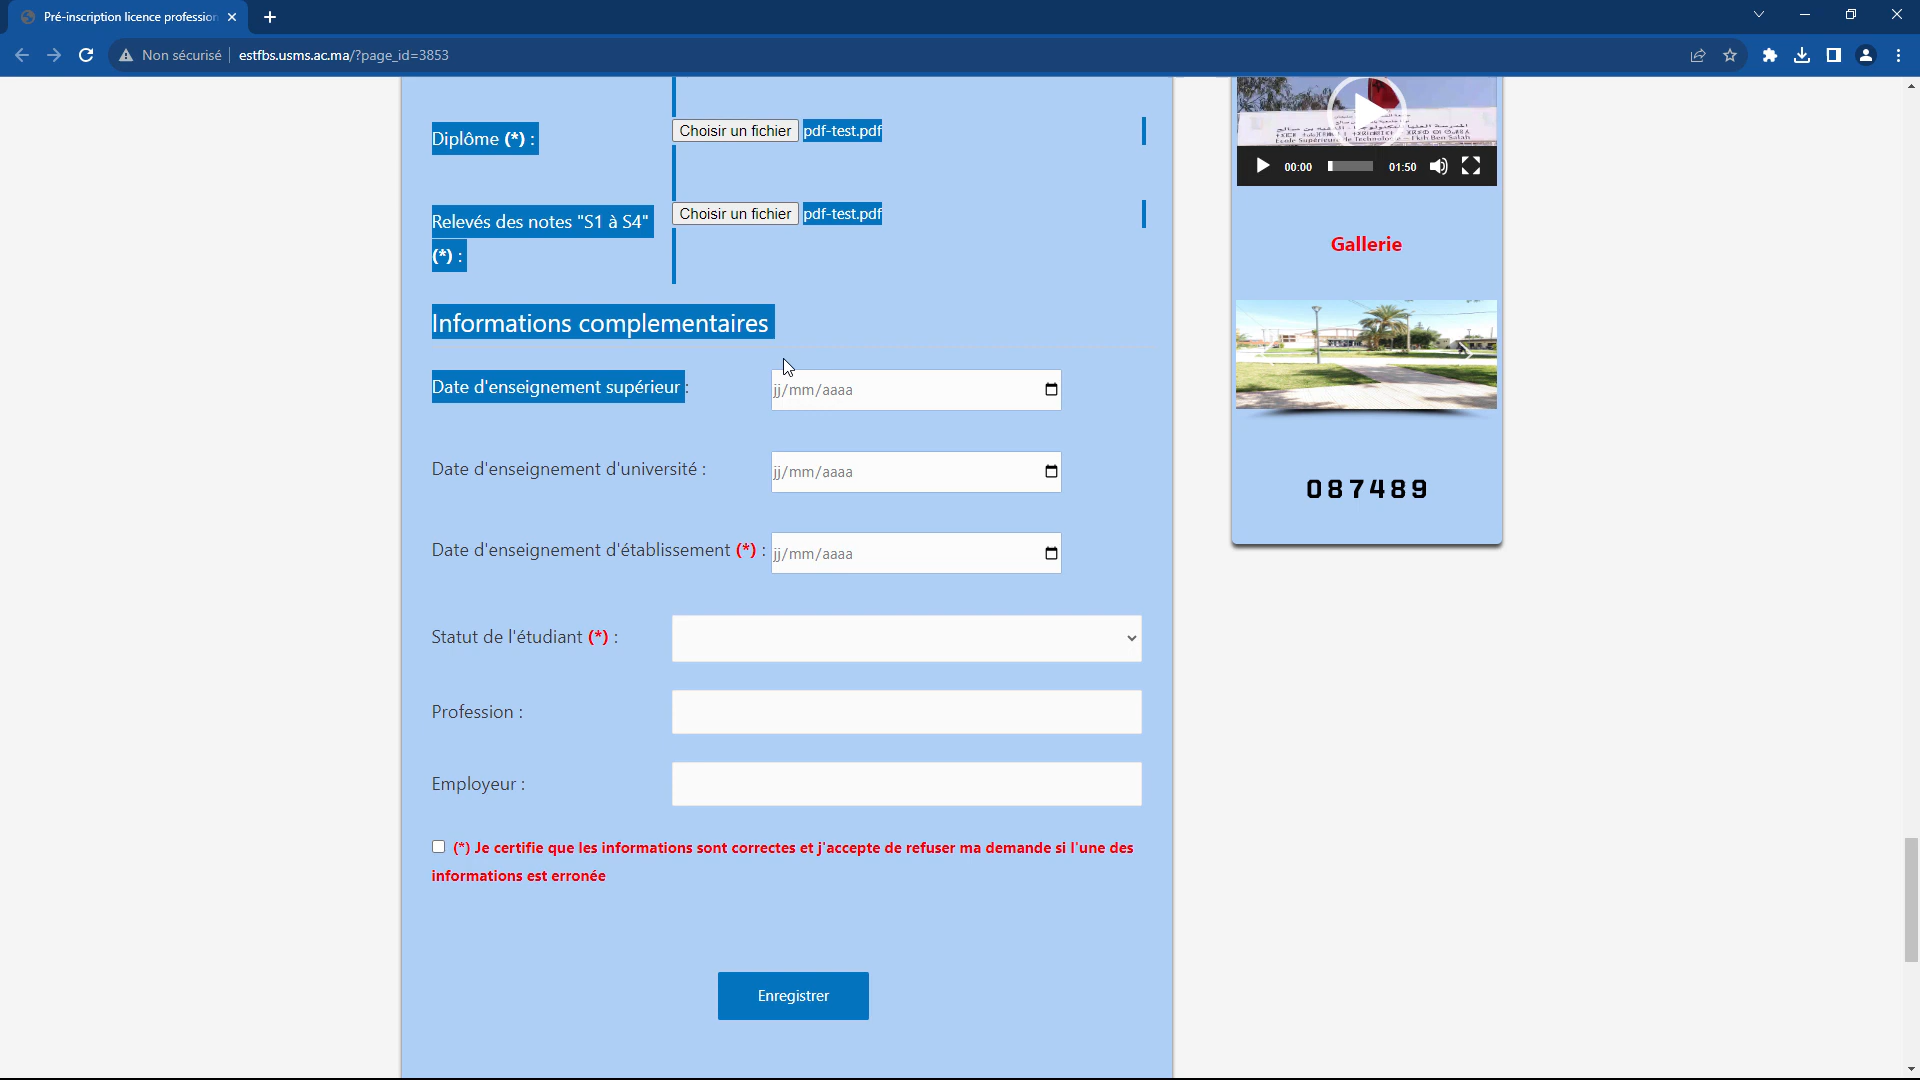 Pré-inscription licence profession
Non sécurisé
estfbs.usms.ac.ma/?page_id=3853
Diplôme (*) :
Choisir un fichier pdf-test.pdf
Relevés des notes "S1 à S4"
(*) :
Choisir un fichier pdf-test.pdf
Informations complementaires
Date d'enseignement supérieur :
jj/mm/aaaa
Date d'enseignement d'université :
jj/mm/aaaa
Date d'enseignement d'établissement (*) :
jj/mm/aaaa
Statut de l'étudiant (*) :
Profession :
Employeur :
(*) Je certifie que les informations sont correctes et j'accepte de refuser ma demande si l'une des
informations est erronée
Enregistrer
00:00
01:50
Gallerie
087489